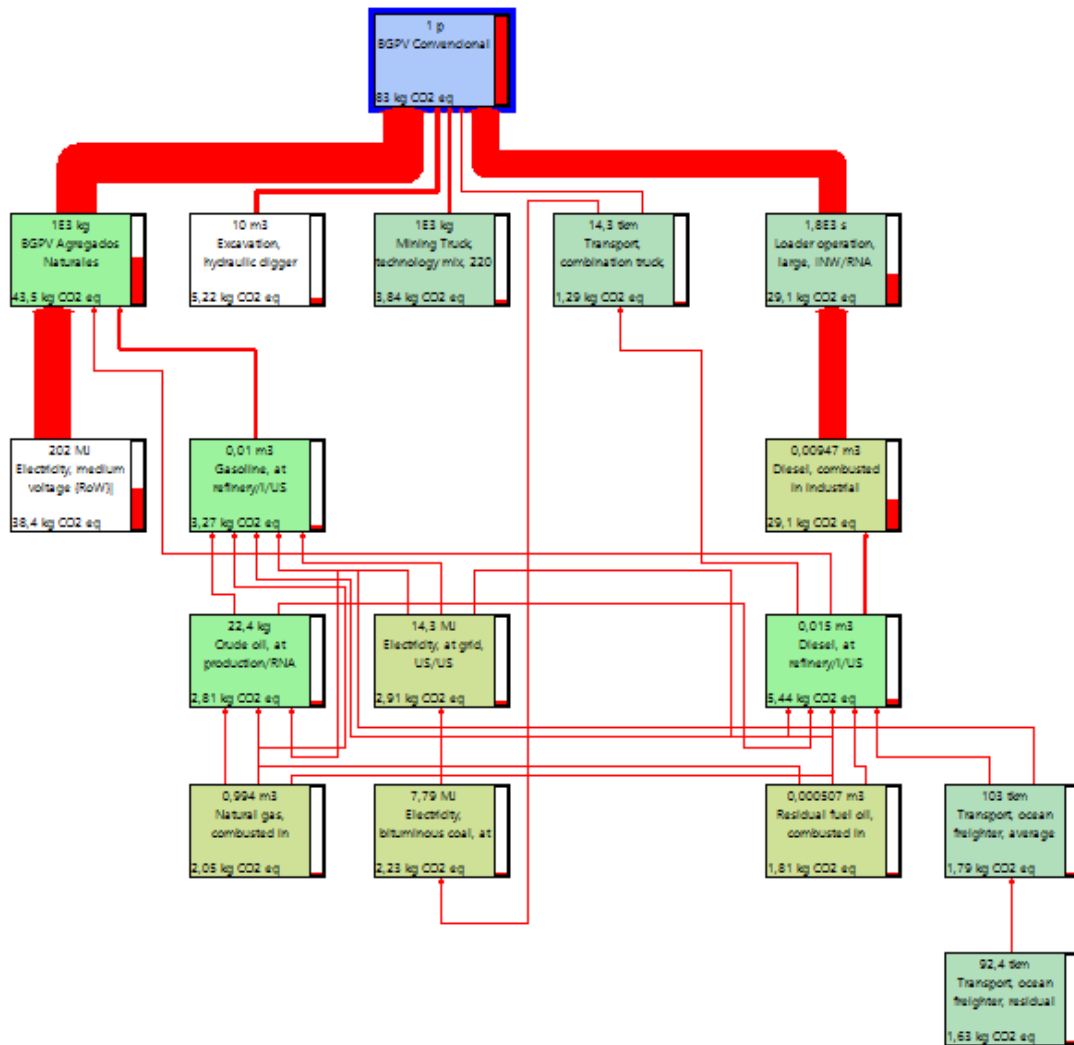 1 p
BGPV Convencional
83 kg CO2 eq
1E3 kg
BGPV Agregados
Naturales
43,5 kg CO2 eq
10 m3
Excavation,
hydraulic digger
5,22 kg CO2 eq
1E3 kg
Mining Truck,
technology mix, 220
3,84 kg CO2 eq
14,3 tkm
Transport,
combination truck,
1,29 kg CO2 eq
1,8E3 s
Loader operation,
large, INW/RNA
29,1 kg CO2 eq
202 MJ
Electricity, medium
voltage {RoW}|
38,4 kg CO2 eq
0,01 m3
Gasoline, at
refinery/l/US
3,27 kg CO2 eq
0,00947 m3
Diesel, combusted
in industrial
29,1 kg CO2 eq
22,4 kg
Crude oil, at
production/RNA
2,81 kg CO2 eq
14,3 MJ
Electricity, at grid,
US/US
2,91 kg CO2 eq
0,015 m3
Diesel, at
refinery/l/US
5,44 kg CO2 eq
0,994 m3
Natural gas,
combusted in
2,05 kg CO2 eq
7,79 MJ
Electricity,
bituminous coal, at
2,23 kg CO2 eq
0,000507 m3
Residual fuel oil,
combusted in
1,81 kg CO2 eq
103 tkm
Transport, ocean
freighter, average
1,79 kg CO2 eq
92,4 tkm
Transport, ocean
freighter, residual
1,63 kg CO2 eq